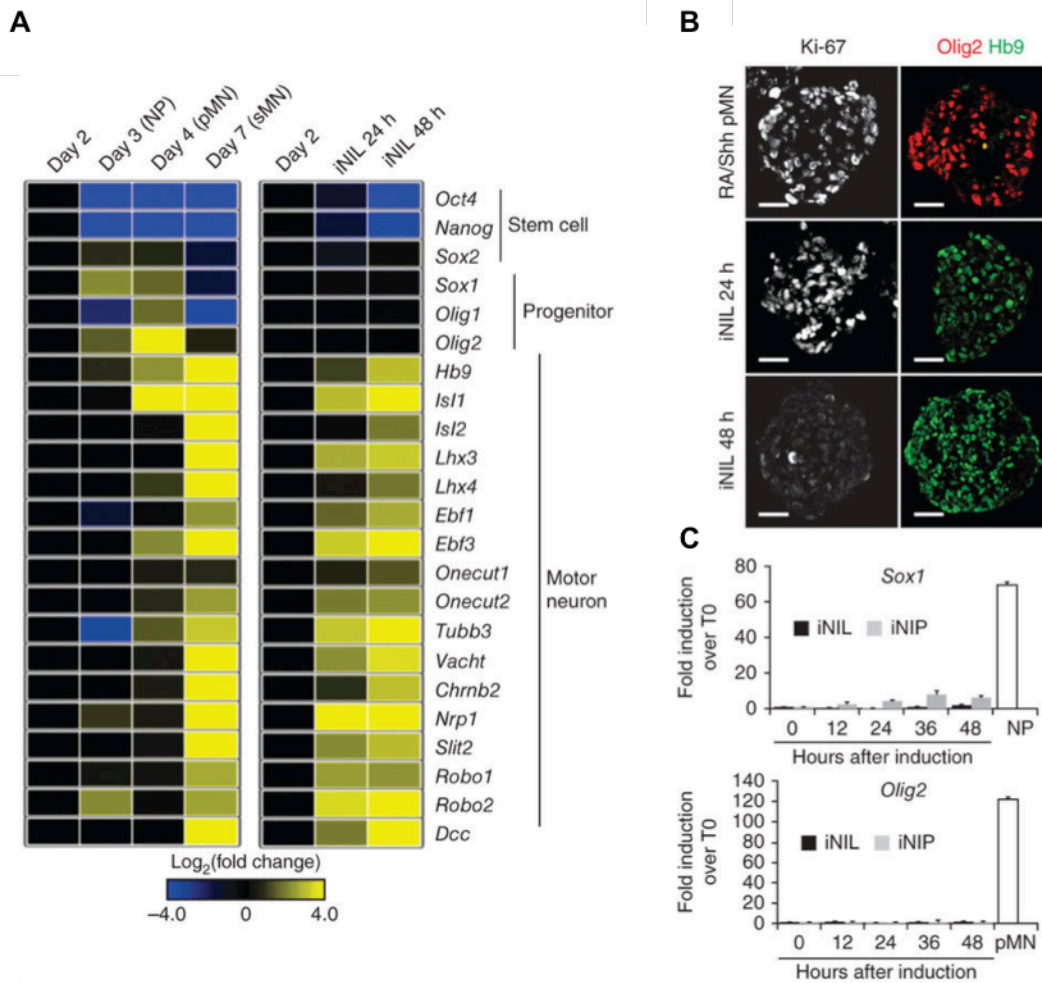 A
Day 2
Day 3 (NP)
Day 4 (pMN)
Day 7 (sMN)
Day 2
iNIL 24 h
iNIL 48 h
Oct4
Nanog
Sox2
Stem cell
Sox1
Olig1
Olig2
Progenitor
Hb9
Isl1
Isl2
Lhx3
Lhx4
Ebf1
Ebf3
Onecut1
Onecut2
Tubb3
Vacht
Chrnb2
Nrp1
Slit2
Robo1
Robo2
Dcc
Motor
neuron
Log2(fold change)
−4.0 0 4.0
B
Ki-67
Olig2 Hb9
RA/Shh pMN
iNIL 24 h
iNIL 48 h
C
Sox1
iNIL iNIP
Fold induction
over T0
80
60
40
20
0
0 12 24 36 48 NP
Hours after induction
Olig2
iNIL iNIP
Fold induction
over T0
140
120
100
80
60
40
20
0
0 12 24 36 48 pMN
Hours after induction